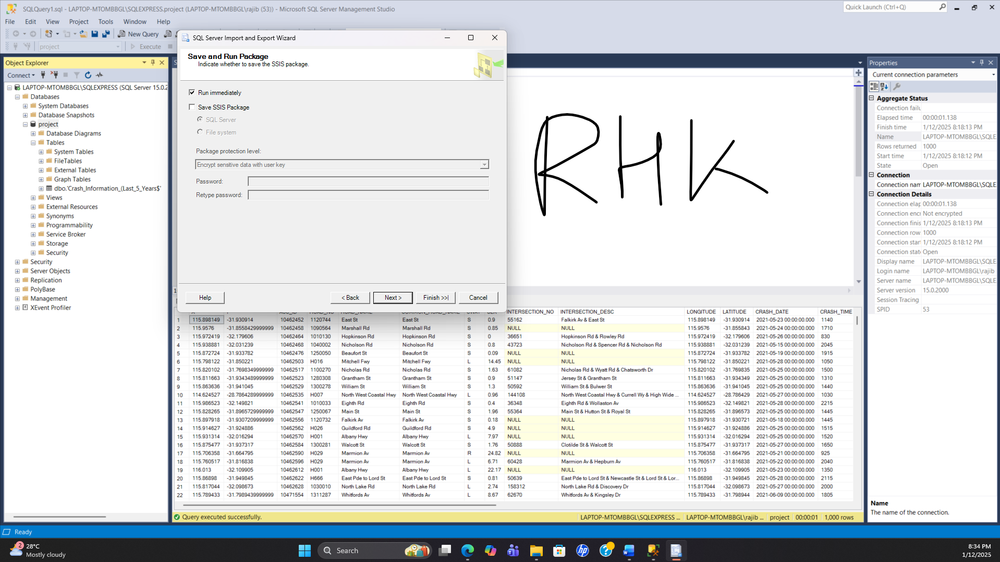 SQLQuery1.sql - LAPTOP-MTOMBBGL\SQLEXPRESS.project (LAPTOP-MTOMBBGL\rajib (53)) - Microsoft SQL Server Management Studio
Quick Launch (Ctrl+Q)
File Edit View Project Tools Window Help
New Query
project
Execute
Object Explorer
Connect
LAPTOP-MTOMBBGL\SQLEXPRESS (SQL Server 15.0.2
Databases
System Databases
Database Snapshots
project
Database Diagrams
Tables
System Tables
FileTables
External Tables
Graph Tables
dbo.'Crash_Information_(Last_5_Years$'
Views
External Resources
Synonyms
Programmability
Service Broker
Storage
Security
Security
Server Objects
Replication
PolyBase
Management
XEvent Profiler
SQL Server Import and Export Wizard
Save and Run Package
Indicate whether to save the SSIS package.
Run immediately
Save SSIS Package
SQL Server
File system
Package protection level:
Encrypt sensitive data with user key
Password:
Retype password:
Help < Back Next > Finish >>| Cancel
RHK
INTERSECTION_NO INTERSECTION_DESC LONGITUDE LATITUDE CRASH_DATE CRASH_TIME
1 115.898149 -31.930914 10462452 1120744 East St East St S 0.9 55162 Falkirk Av & East St 115.898149 -31.930914 2021-05-23 00:00:00.000 1140
2 115.9576 -31.8558429999999 10462458 1090564 Marshall Rd Marshall Rd S 0.85 NULL NULL 115.9576 -31.855843 2021-05-24 00:00:00.000 1710
3 115.972419 -32.179606 10462464 1010130 Hopkinson Rd Hopkinson Rd S 0 36651 Hopkinson Rd & Rowley Rd 115.972419 -32.179606 2021-05-26 00:00:00.000 830
4 115.938881 -32.031239 10462468 1040002 Nicholson Rd Nicholson Rd S 0.8 43723 Nicholson Rd & Spencer Rd & Nicholson Rd 115.938881 -32.031239 2021-05-15 00:00:00.000 2045
5 115.872724 -31.933782 10462476 1250050 Beaufort St Beaufort St S 0.09 NULL NULL 115.872724 -31.933782 2021-05-19 00:00:00.000 1915
6 115.798122 -31.850221 10462503 H016 Mitchell Fwy Mitchell Fwy L 14.45 NULL NULL 115.798122 -31.850221 2021-05-28 00:00:00.000 1050
7 115.820102 -31.7698349999999 10462517 1100270 Nicholas Rd Nicholas Rd S 1.63 61082 Nicholas Rd & Wyatt Rd & Chatsworth Dr 115.820102 -31.769835 2021-05-25 00:00:00.000 1500
8 115.811663 -31.9343489999999 10462523 1280308 Grantham St Grantham St S 0.9 51147 Jersey St & Grantham St 115.811663 -31.934349 2021-05-25 00:00:00.000 1310
9 115.863636 -31.941045 10462529 1300278 William St William St S 1.3 50592 William St & Bulwer St 115.863636 -31.941045 2021-05-25 00:00:00.000 1440
10 114.624527 -28.7864289999999 10462535 H007 North West Coastal Hwy North West Coastal Hwy L 0.96 144108 North West Coastal Hwy & Currell Wy & High Wide ... 114.624527 -28.786429 2021-05-27 00:00:00.000 1030
11 115.986523 -32.149821 10462541 1010033 Eighth Rd Eighth Rd S 0.4 36348 Eighth Rd & Wollaston Av 115.986523 -32.149821 2021-05-28 00:00:00.000 2215
12 115.828265 -31.8965729999999 10462547 1250067 Main St Main St S 1.96 55364 Main St & Hutton St & Royal St 115.828265 -31.896573 2021-05-25 00:00:00.000 1445
13 115.897918 -31.9307209999999 10462556 1120732 Falkirk Av Falkirk Av S 0.18 NULL NULL 115.897918 -31.930721 2021-05-18 00:00:00.000 1445
14 115.914627 -31.924886 10462562 H026 Guildford Rd Guildford Rd S 4.9 NULL NULL 115.914627 -31.924886 2021-05-25 00:00:00.000 1515
15 115.931314 -32.016294 10462570 H001 Albany Hwy Albany Hwy L 7.97 NULL NULL 115.931314 -32.016294 2021-05-25 00:00:00.000 1520
16 115.875477 -31.937317 10462584 1300281 Walcott St Walcott St S 1.76 50888 Clotilde St & Walcott St 115.875477 -31.937317 2021-05-27 00:00:00.000 1650
17 115.706358 -31.664795 10462590 H029 Marmion Av Marmion Av R 24.82 NULL NULL 115.706358 -31.664795 2021-05-21 00:00:00.000 925
18 115.760517 -31.816838 10462596 H029 Marmion Av Marmion Av L 6.71 60428 Marmion Av & Hepburn Av 115.760517 -31.816838 2021-05-22 00:00:00.000 2040
19 116.013 -32.109905 10462612 H001 Albany Hwy Albany Hwy L 22.17 NULL NULL 116.013 -32.109905 2021-05-23 00:00:00.000 1350
20 115.86898 -31.949845 10462622 H666 East Pde to Lord St East Pde to Lord St S 0.81 50639 East Pde to Lord St & Newcastle St & Lord St & Lor... 115.86898 -31.949845 2021-05-28 00:00:00.000 2115
21 115.817044 -32.098673 10462628 1030010 North Lake Rd North Lake Rd L 2.74 158312 North Lake Rd & Discovery Dr 115.817044 -32.098673 2021-05-27 00:00:00.000 2000
22 115.789433 -31.7989439999999 10471554 1311287 Whitfords Av Whitfords Av L 8.67 62670 Whitfords Av & Kingsley Dr 115.789433 -31.798944 2021-06-09 00:00:00.000 1805
Query executed successfully. LAPTOP-MTOMBBGL\SQLEXPRESS ... LAPTOP-MTOMBBGL\rajib ... project 00:00:01 1,000 rows
Properties
Current connection parameters
Aggregate Status
Connection failu
Elapsed time 00:00:01.138
Finish time 1/12/2025 8:18:13 PM
Name LAPTOP-MTOMBBGL\SQLE
Rows returned 1000
Start time 1/12/2025 8:18:12 PM
State Open
Connection
Connection nam LAPTOP-MTOMBBGL\SQLE
Connection Details
Connection elap 00:00:01.138
Connection encr Not encrypted
Connection finis 1/12/2025 8:18:13 PM
Connection row 1000
Connection star 1/12/2025 8:18:12 PM
Connection stat Open
Display name LAPTOP-MTOMBBGL\SQLE
Login name LAPTOP-MTOMBBGL\rajib
Server name LAPTOP-MTOMBBGL\SQLE
Server version 15.0.2000
Session Tracing
SPID 53
Name
The name of the connection.
Ready
2
28°C
Mostly cloudy
Search
8:34 PM
1/12/2025